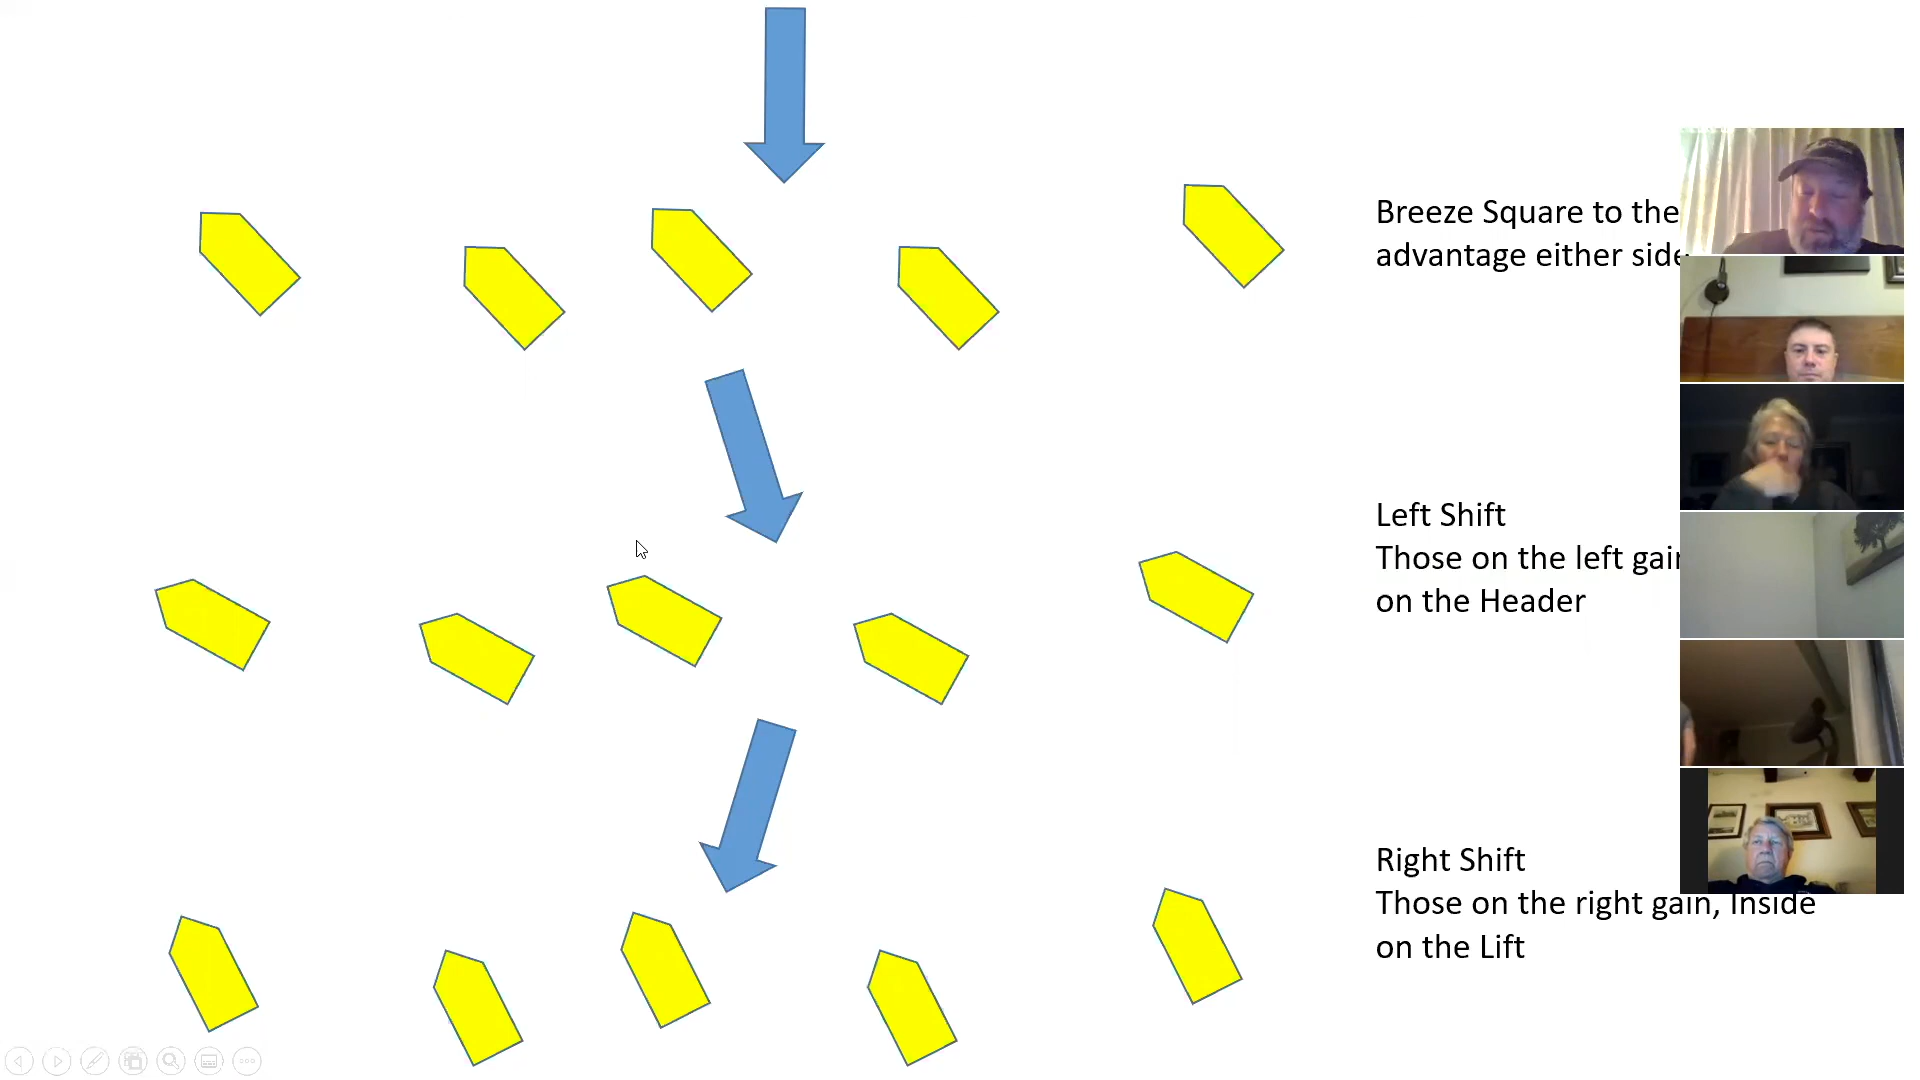 Breeze Square to the
advantage either side
Left Shift
Those on the left gain
on the Header
Right Shift
Those on the right gain, Inside
on the Lift